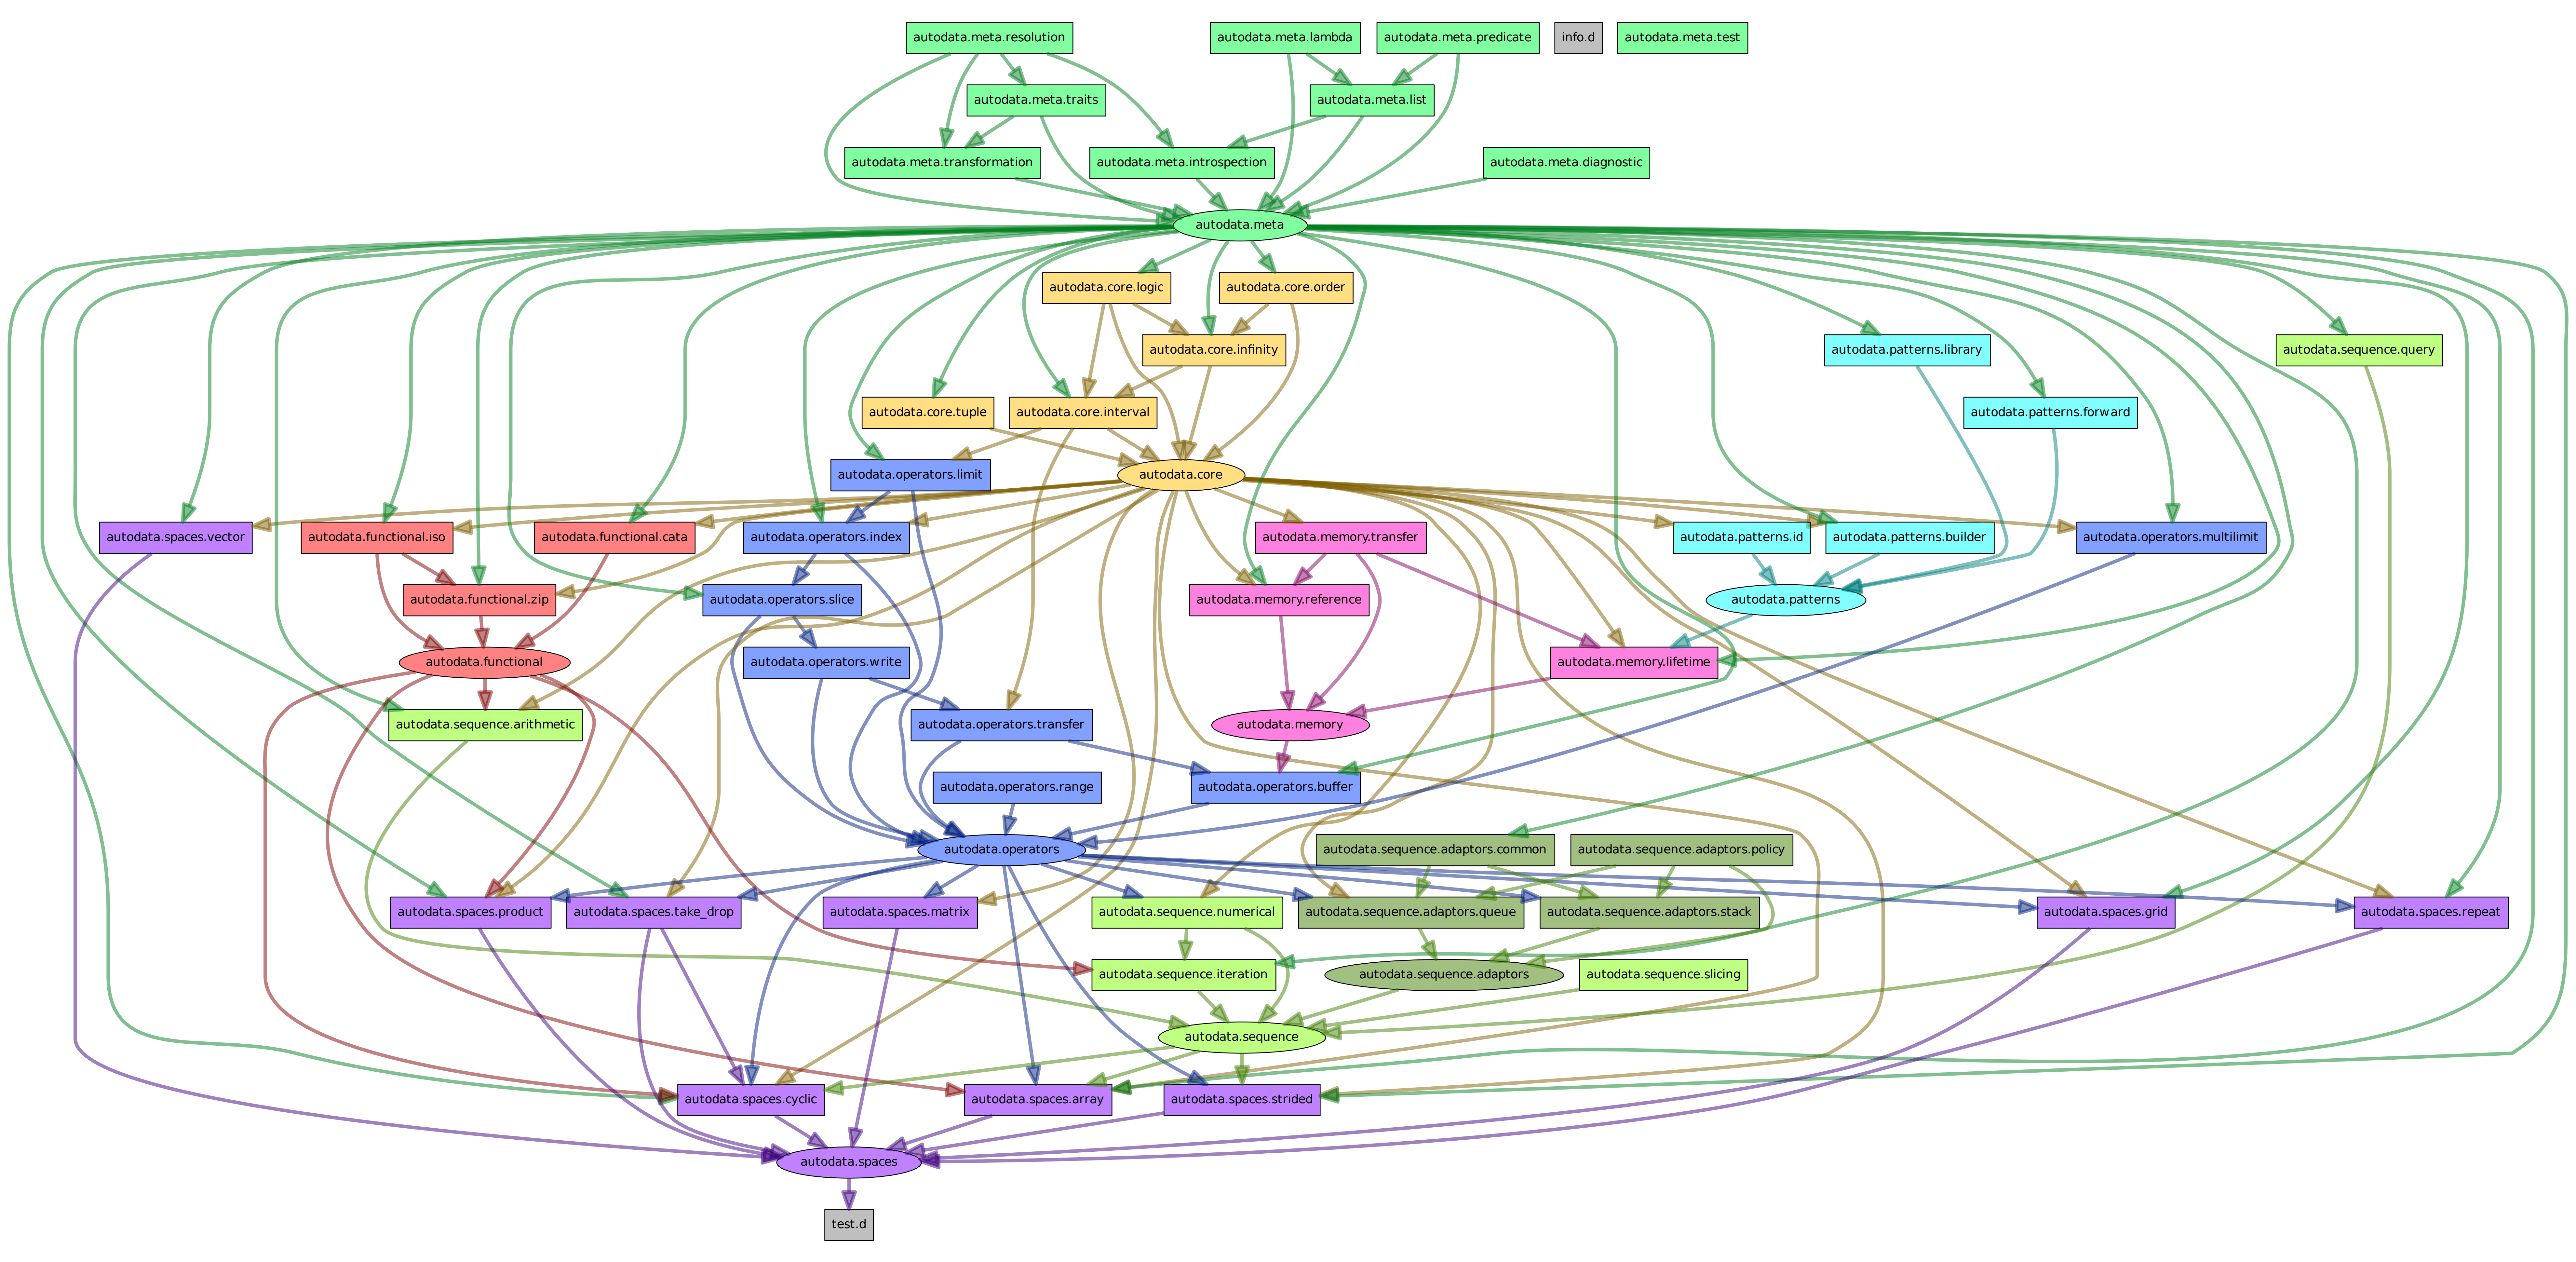 autodata.meta.resolution
autodata.meta.lambda
autodata.meta.predicate
info.d
autodata.meta.test
autodata.meta.traits
autodata.meta.list
autodata.meta.transformation
autodata.meta.introspection
autodata.meta.diagnostic
autodata.meta
autodata.core.logic
autodata.core.order
autodata.core.infinity
autodata.patterns.library
autodata.sequence.query
autodata.core.tuple
autodata.core.interval
autodata.patterns.forward
autodata.operators.limit
autodata.core
autodata.spaces.vector
autodata.functional.iso
autodata.functional.cata
autodata.operators.index
autodata.memory.transfer
autodata.patterns.id
autodata.patterns.builder
autodata.operators.multilimit
autodata.functional.zip
autodata.operators.slice
autodata.memory.reference
autodata.patterns
autodata.functional
autodata.operators.write
autodata.memory.lifetime
autodata.sequence.arithmetic
autodata.operators.transfer
autodata.memory
autodata.operators.range
autodata.operators.buffer
autodata.operators
autodata.sequence.adaptors.common
autodata.sequence.adaptors.policy
autodata.spaces.product
autodata.spaces.take_drop
autodata.spaces.matrix
autodata.sequence.numerical
autodata.sequence.adaptors.queue
autodata.sequence.adaptors.stack
autodata.spaces.grid
autodata.spaces.repeat
autodata.sequence.iteration
autodata.sequence.adaptors
autodata.sequence.slicing
autodata.sequence
autodata.spaces.cyclic
autodata.spaces.array
autodata.spaces.strided
autodata.spaces
test.d